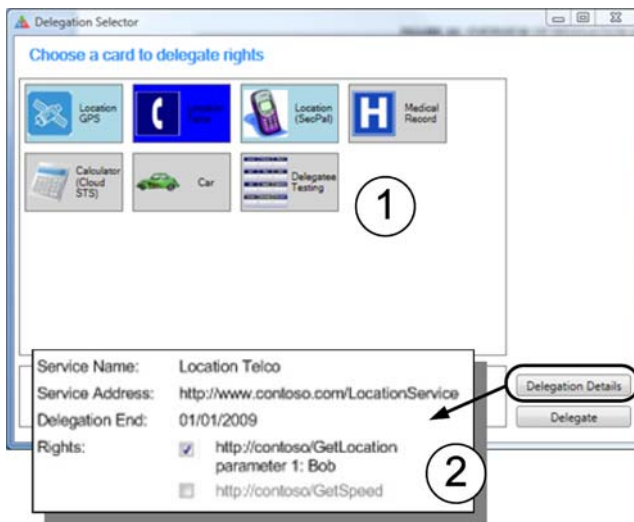 Delegation Selector
Choose a card to delegate rights
Location
GPS
Location
Telco
Location
(SecPal)
H
Medical
Record
Calculator
(Cloud
STS)
Car
Delegatee
Testing
1
Service Name: Location Telco
Service Address: http://www.contoso.com/LocationService
Delegation End: 01/01/2009
Rights: http://contoso/GetLocation
parameter 1: Bob
http://contoso/GetSpeed
2
Delegation Details
Delegate